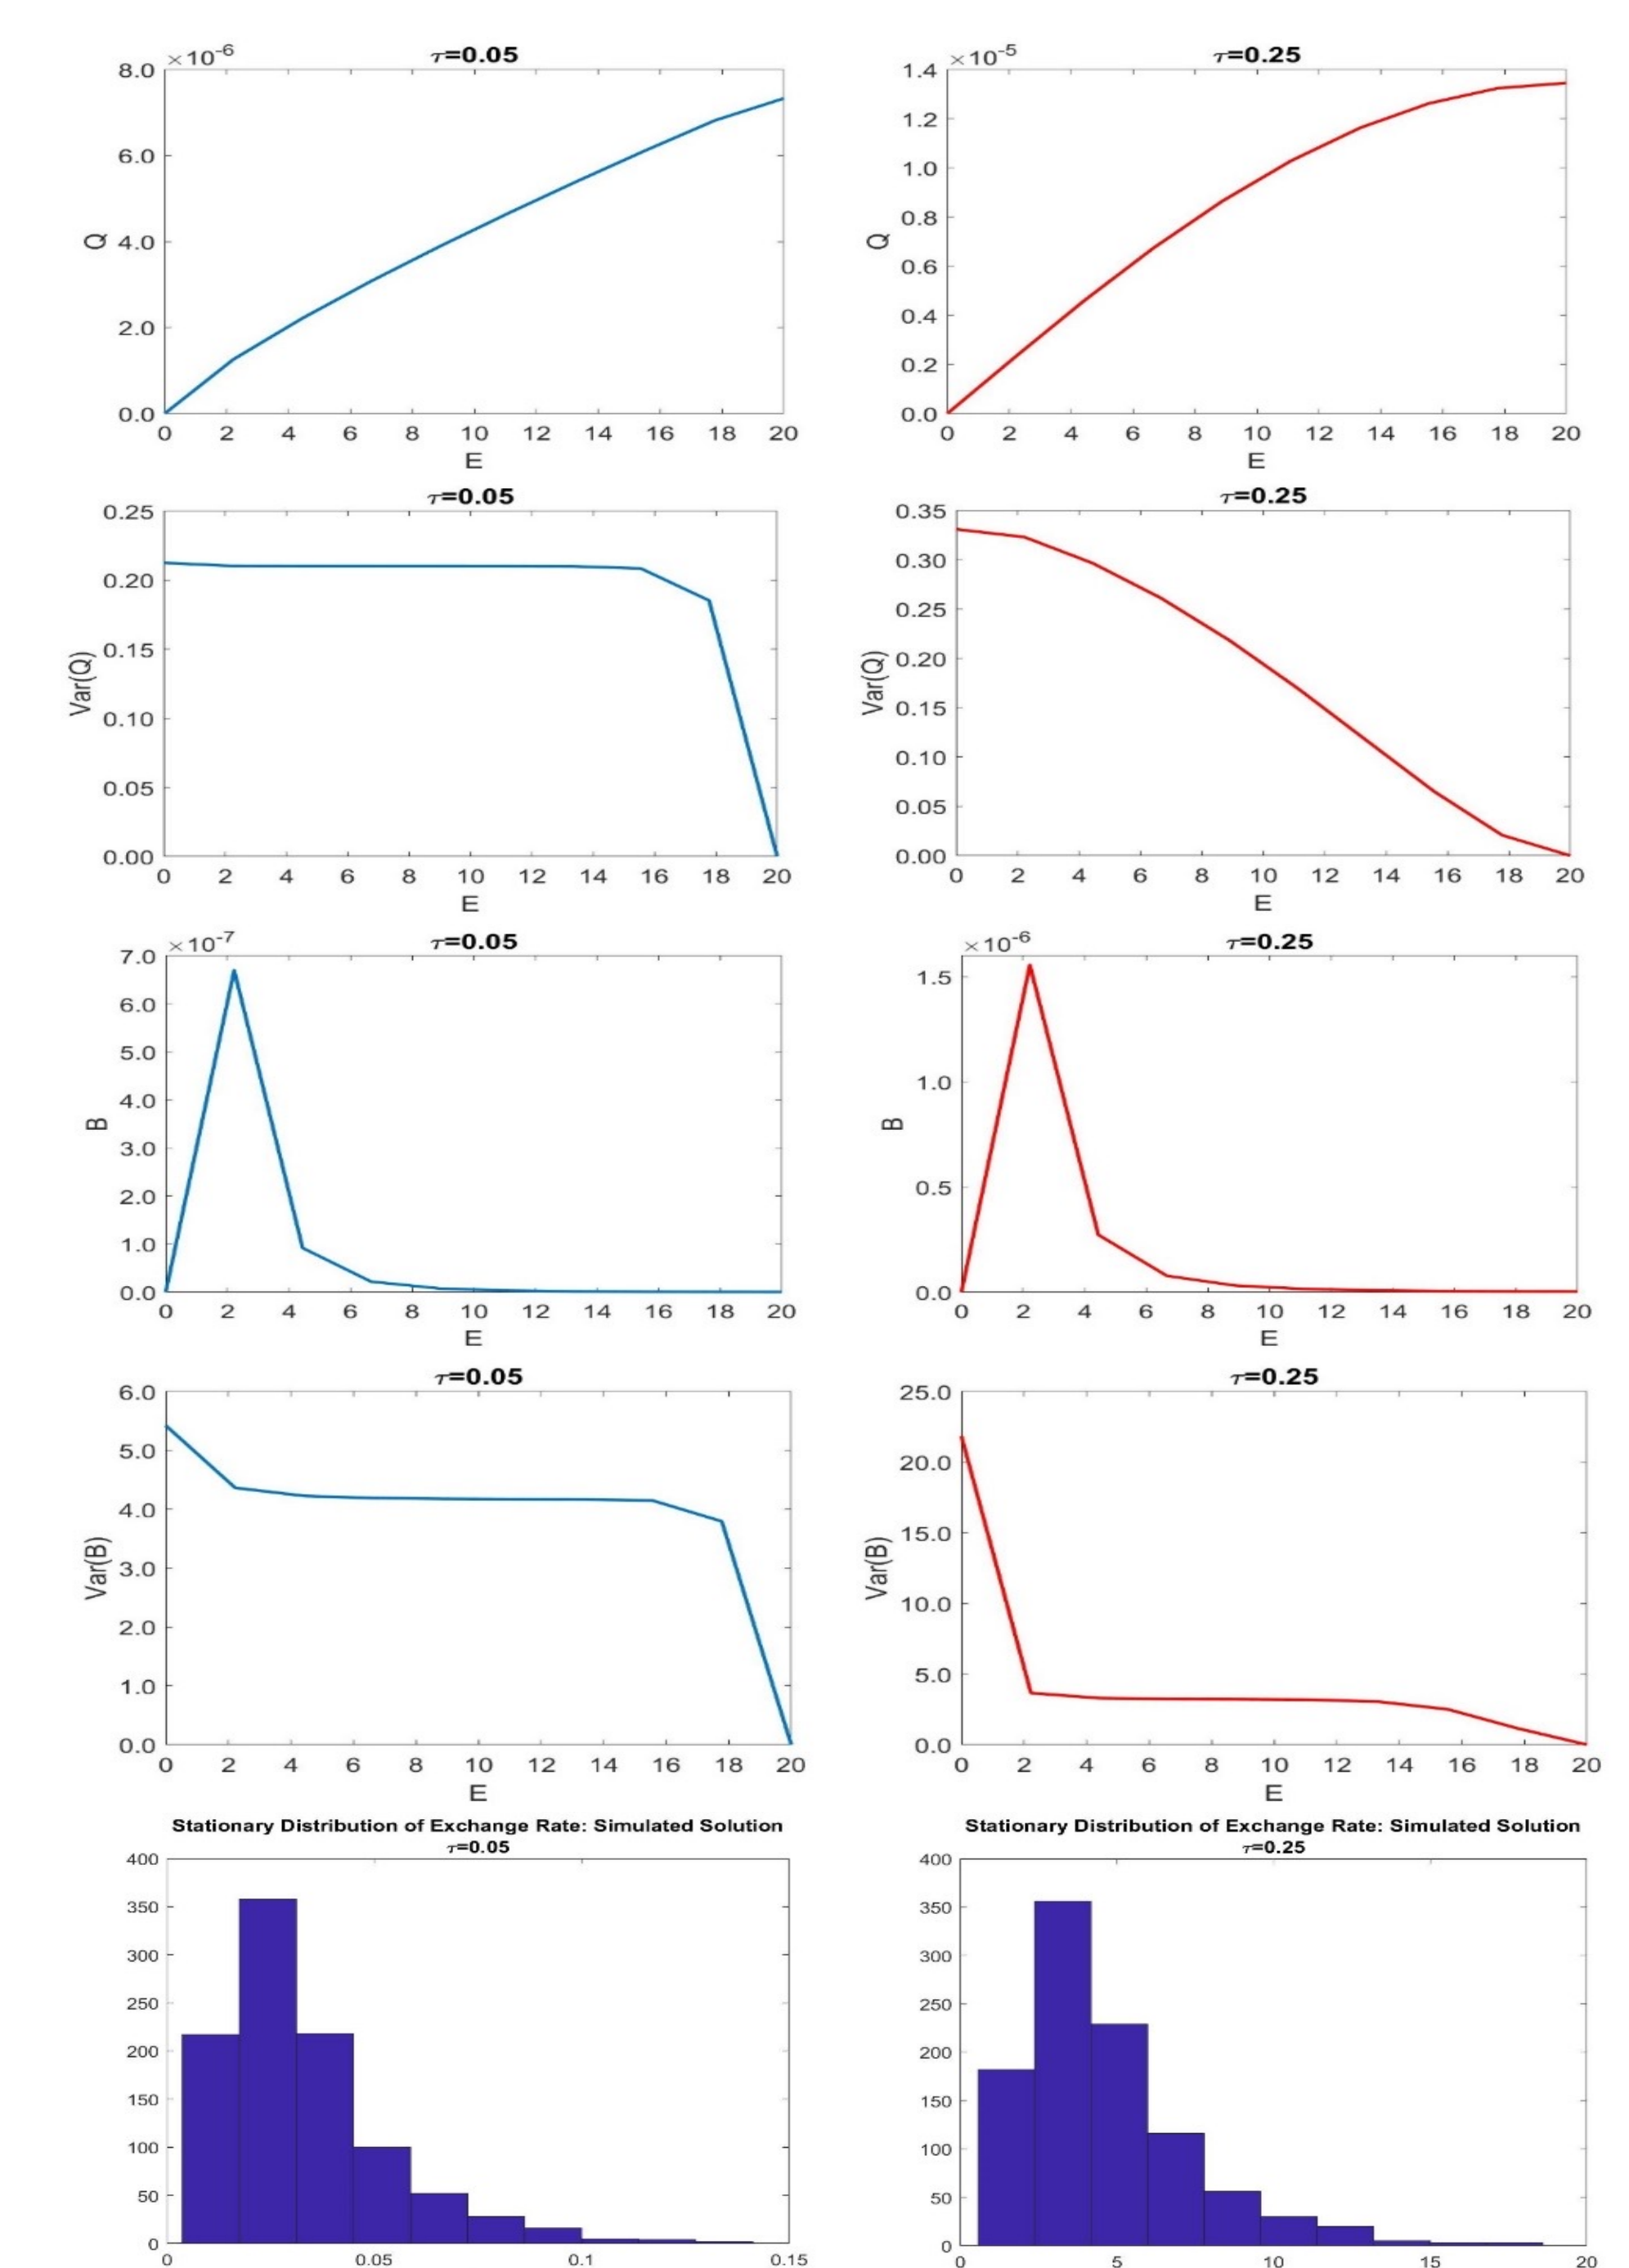 ×10-6 τ=0.05
8.0
6.0
4.0
2.0
0.0
Q
0 2 4 6 8 10 12 14 16 18 20
E
×10-5 τ=0.25
1.4
1.2
1.0
0.8
0.6
0.4
0.2
0.0
Q
0 2 4 6 8 10 12 14 16 18 20
E
τ=0.05
0.25
0.20
0.15
0.10
0.05
0.00
Var(Q)
0 2 4 6 8 10 12 14 16 18 20
E
τ=0.25
0.35
0.30
0.25
0.20
0.15
0.10
0.05
0.00
Var(Q)
0 2 4 6 8 10 12 14 16 18 20
E
×10-7 τ=0.05
7.0
6.0
5.0
4.0
3.0
2.0
1.0
0.0
B
0 2 4 6 8 10 12 14 16 18 20
E
×10-6 τ=0.25
1.5
1.0
0.5
0.0
B
0 2 4 6 8 10 12 14 16 18 20
E
τ=0.05
6.0
5.0
4.0
3.0
2.0
1.0
0.0
Var(B)
0 2 4 6 8 10 12 14 16 18 20
E
τ=0.25
25.0
20.0
15.0
10.0
5.0
0.0
Var(B)
0 2 4 6 8 10 12 14 16 18 20
E
Stationary Distribution of Exchange Rate: Simulated Solution
τ=0.05
400
350
300
250
200
150
100
50
0
0 0.05 0.1 0.15
Stationary Distribution of Exchange Rate: Simulated Solution
τ=0.25
400
350
300
250
200
150
100
50
0
0 5 10 15 20